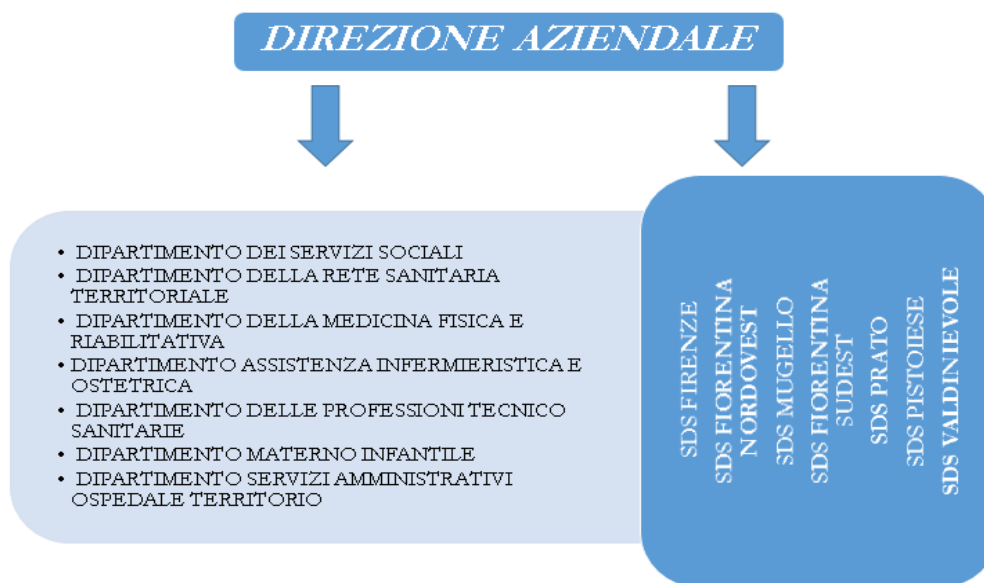 DIREZIONE AZIENDALE
• DIPARTIMENTO DEI SERVIZI SOCIALI
• DIPARTIMENTO DELLA RETE SANITARIA
TERRITORIALE
• DIPARTIMENTO DELLA MEDICINA FISICA E
RIABILITATIVA
• DIPARTIMENTO ASSISTENZA INFERMIERISTICA E
OSTETRICA
• DIPARTIMENTO DELLE PROFESSIONI TECNICO
SANITARIE
• DIPARTIMENTO MATERNO INFANTILE
• DIPARTIMENTO SERVIZI AMMINISTRATIVI
OSPEDALE TERRITORIO
SDS FIRENZE
SDS FIORENTINA
NORDOVEST
SDS MUGELLO
SDS FIORENTINA
SUDEST
SDS PRATO
SDS PISTOIESE
SDS VALDINIEVOLE